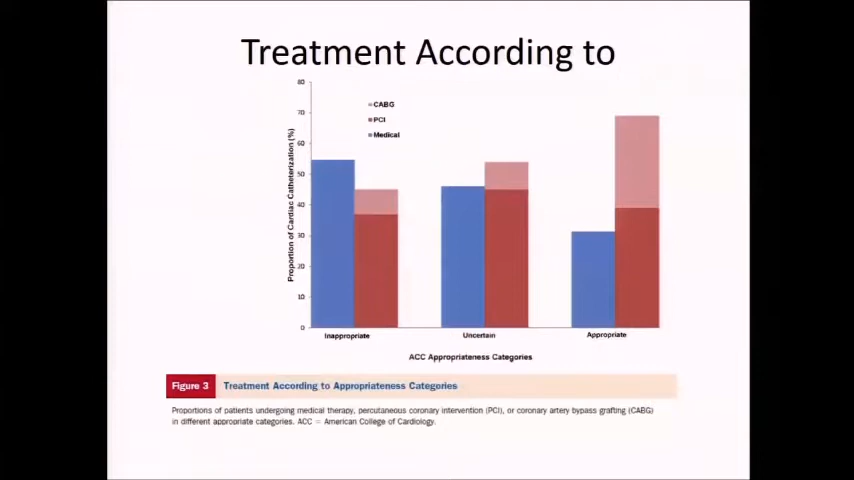 Treatment According to
80
70
60
50
40
30
20
10
0
Proportion of Cardiac Catheterization (%)
CABG
PCI
Medical
Inappropriate
Uncertain
Appropriate
ACC Appropriateness Categories
Figure 3
Treatment According to Appropriateness Categories
Proportions of patients undergoing medical therapy, percutaneous coronary intervention (PCI), or coronary artery bypass grafting (CABG)
in different appropriate categories. ACC = American College of Cardiology.